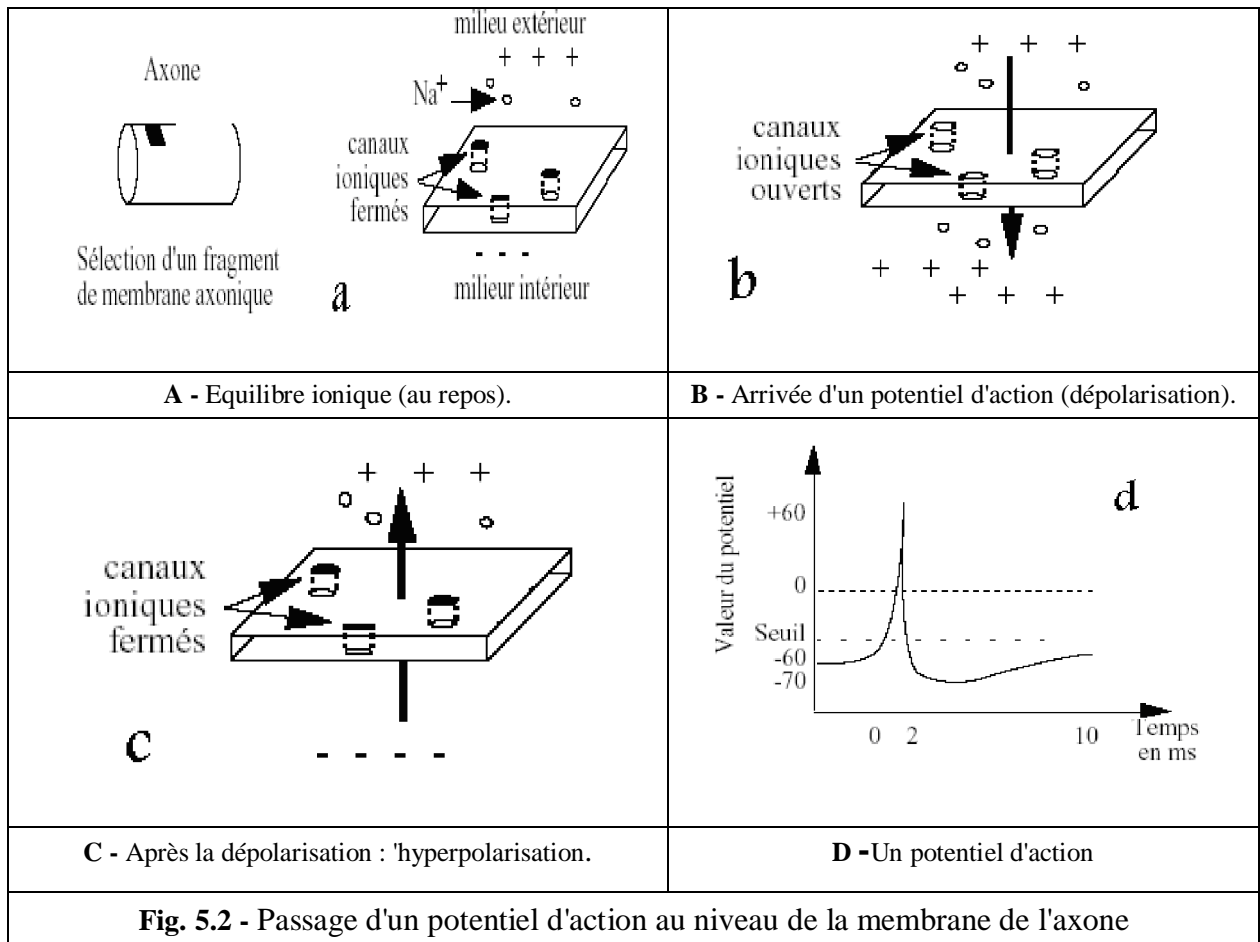 milieu extérieur
+ + +
Axone
Na+
canaux
ioniques
fermés
- - -
Sélection d'un fragment
de membrane axonique
a
milieur intérieur
+ + +
canaux
ioniques
ouverts
+ + +
+ + +
b
A - Equilibre ionique (au repos).
B - Arrivée d'un potentiel d'action (dépolarisation).
+ + +
canaux
ioniques
fermés
c
- - - -
d
Valeur du potentiel
+60
0
Seuil
-60
-70
0 2 10
Temps
en ms
C - Après la dépolarisation : 'hyperpolarisation.
D -Un potentiel d'action
Fig. 5.2 - Passage d'un potentiel d'action au niveau de la membrane de l'axone